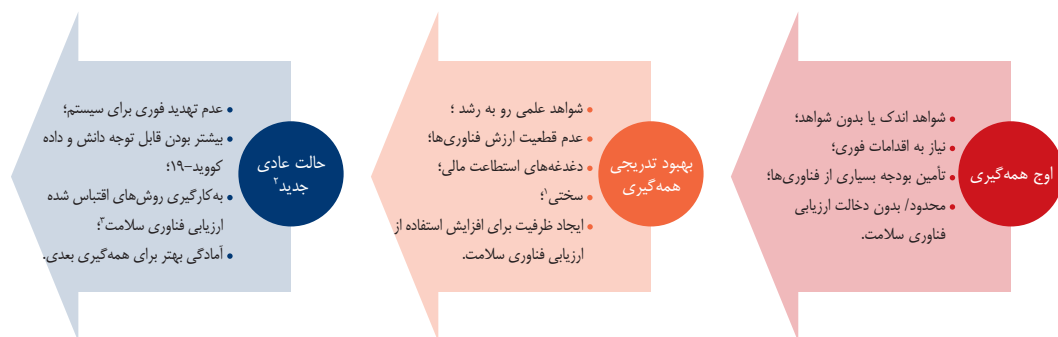 اوج همه‌گیری
• شواهد اندک یا بدون شواهد؛
• نیاز به اقدامات فوری؛
• تأمین بودجه بسیاری از فناوری‌ها؛
• محدود/ بدون دخالت ارزیابی
فناوری سلامت.
بهبود تدریجی
همه‌گیری
• شواهد علمی رو به رشد ؛
• عدم قطعیت ارزش فناوری‌ها؛
• دغدغه‌های استطاعت مالی؛
• سختی۱؛
• ایجاد ظرفیت برای افزایش استفاده از
ارزیابی فناوری سلامت.
حالت عادی
جدید۲
• عدم تهدید فوری برای سیستم؛
• بیشتر بودن قابل توجه دانش و داده
کووید-۱۹؛
• به‌کارگیری روش‌های اقتباس شده
ارزیابی فناوری سلامت۳؛
• آمادگی بهتر برای همه‌گیری بعدی.